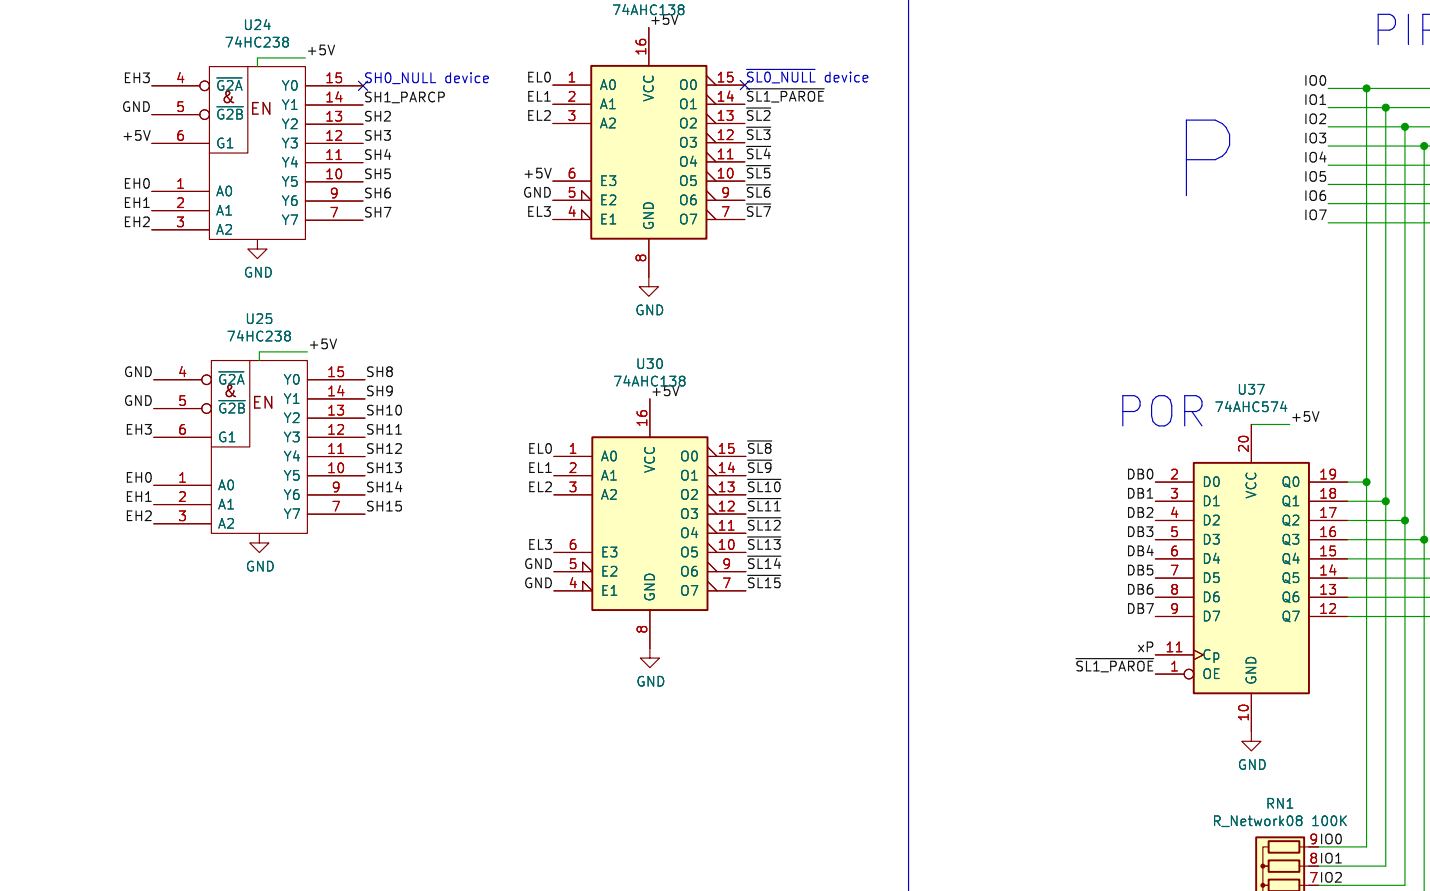 U24
74HC238
+5V
EH3 4 G2A Y0 15 SH0_NULL device
& EN
Y1 14 SH1_PARCP
GND 5 G2B Y2 13 SH2
+5V 6 G1 Y3 12 SH3
Y4 11 SH4
Y5 10 SH5
EH0 1 A0 Y6 9 SH6
EH1 2 A1 Y7 7 SH7
EH2 3 A2
GND
74AHC138
+5V
16
VCC
EL0 1 A0 O0 15 SL0_NULL device
EL1 2 A1 O1 14 SL1_PAROE
EL2 3 A2 O2 13 SL2
O3 12 SL3
O4 11 SL4
+5V 6 E3 O5 10 SL5
GND 5 E2 O6 9 SL6
EL3 4 E1 O7 7 SL7
GND
8
GND
U25
74HC238
+5V
GND 4 G2A Y0 15 SH8
& EN
Y1 14 SH9
GND 5 G2B Y2 13 SH10
EH3 6 G1 Y3 12 SH11
Y4 11 SH12
Y5 10 SH13
EH0 1 A0 Y6 9 SH14
EH1 2 A1 Y7 7 SH15
EH2 3 A2
GND
U30
74AHC138
+5V
16
VCC
EL0 1 A0 O0 15 SL8
EL1 2 A1 O1 14 SL9
EL2 3 A2 O2 13 SL10
O3 12 SL11
O4 11 SL12
EL3 6 E3 O5 10 SL13
GND 5 E2 O6 9 SL14
GND 4 E1 O7 7 SL15
GND
8
GND
P
IO0
IO1
IO2
IO3
IO4
IO5
IO6
IO7
POR
U37
74AHC574
+5V
20
VCC
DB0 2 D0 Q0 19
DB1 3 D1 Q1 18
DB2 4 D2 Q2 17
DB3 5 D3 Q3 16
DB4 6 D4 Q4 15
DB5 7 D5 Q5 14
DB6 8 D6 Q6 13
DB7 9 D7 Q7 12
xP 11 Cp
SL1_PAROE 1 OE
GND
10
GND
RN1
R_Network08 100K
9 IO0
8 IO1
7 IO2